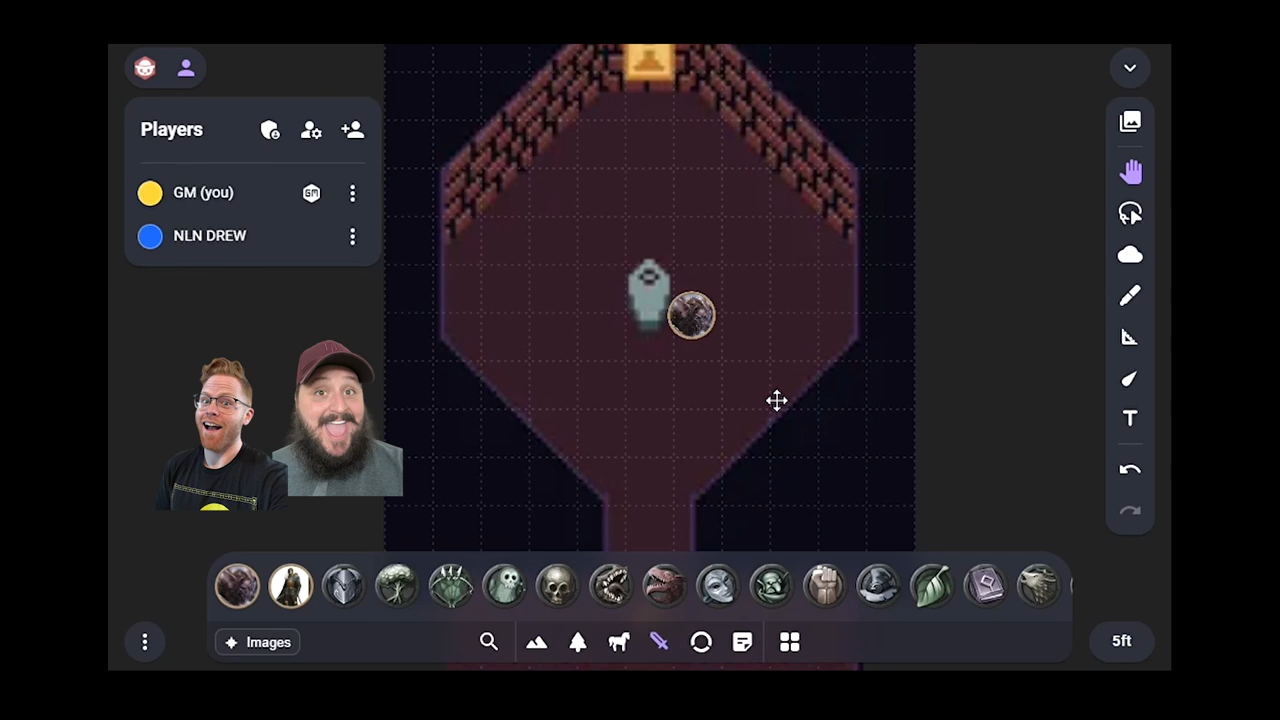 Players
GM (you)
GM
NLN DREW
T
Images
5ft